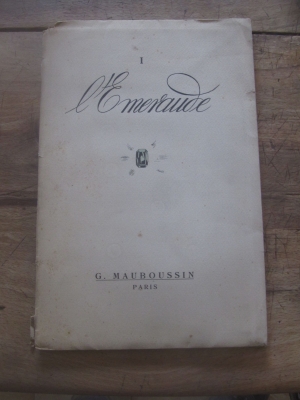 1
l'Emeraude
G. MAUBOUSSIN
PARIS